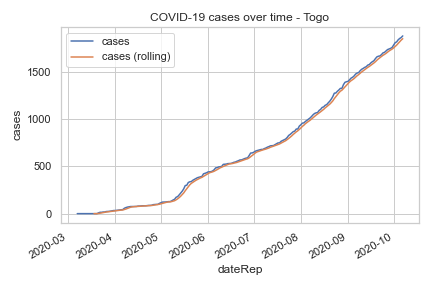 COVID-19 cases over time - Togo
cases
cases (rolling)
cases
1500
1000
500
0
2020-03
2020-04
2020-05
2020-06
2020-07
2020-08
2020-09
2020-10
dateRep